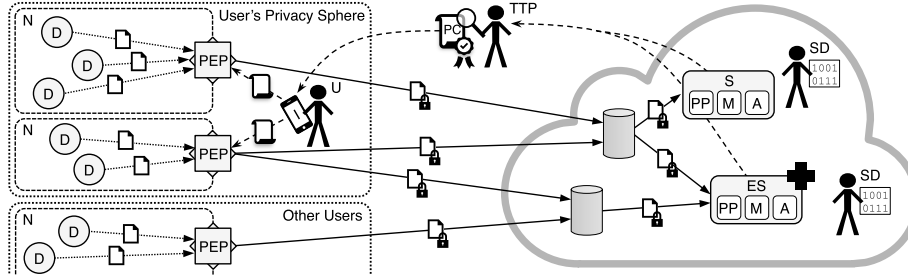 N
D
D
D
PEP
User's Privacy Sphere
U
PC
TTP
S
PP M A
SD
1001
0111
N
D
D
PEP
ES
PP M A
SD
1001
0111
N
D
D
PEP
Other Users